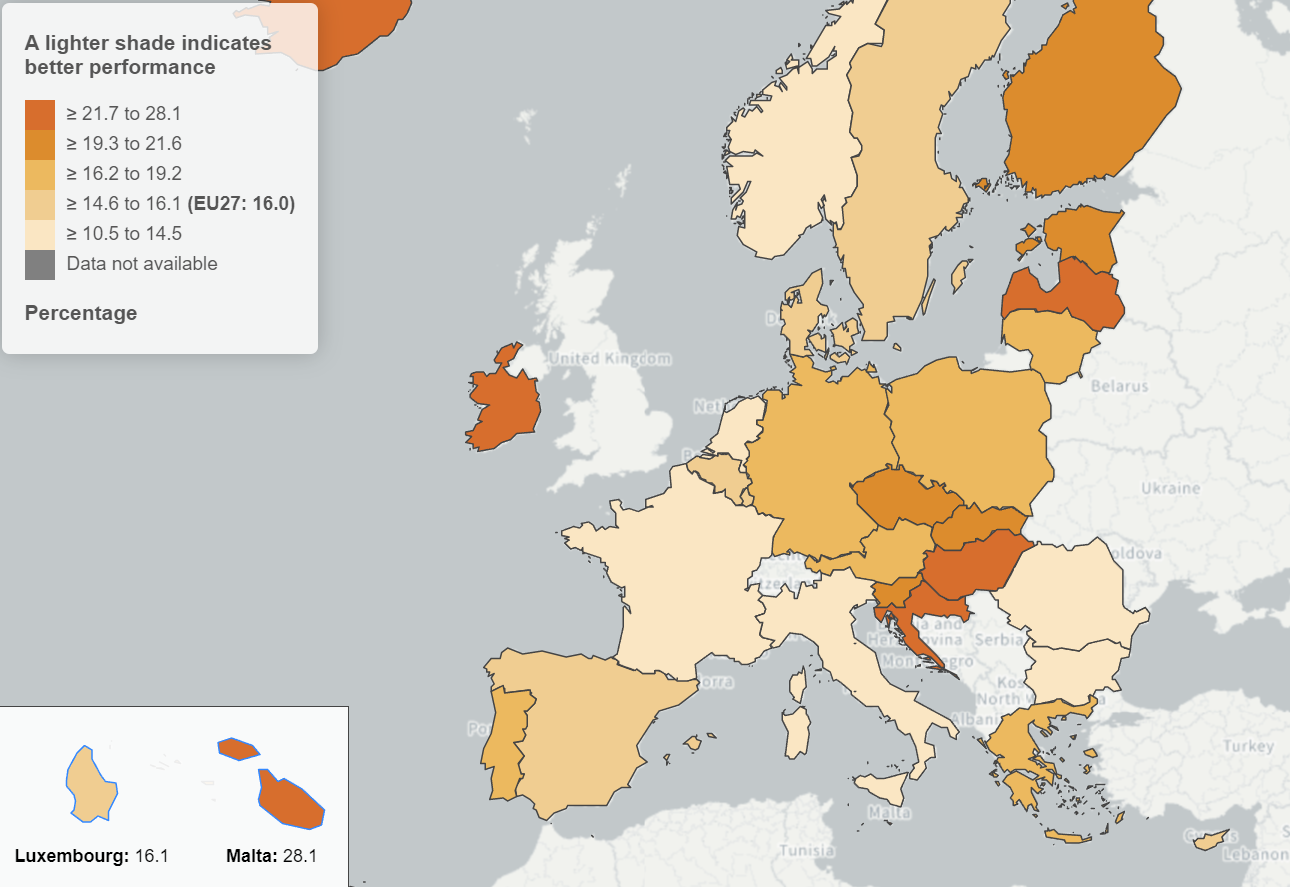 A lighter shade indicates
better performance
≥ 21.7 to 28.1
≥ 19.3 to 21.6
≥ 16.2 to 19.2
≥ 14.6 to 16.1 (EU27: 16.0)
≥ 10.5 to 14.5
Data not available
Percentage
United Kingdom
Belarus
Ukraine
Serbia
Turkey
Malta
Tunisia
Lebanon
Luxembourg: 16.1
Malta: 28.1